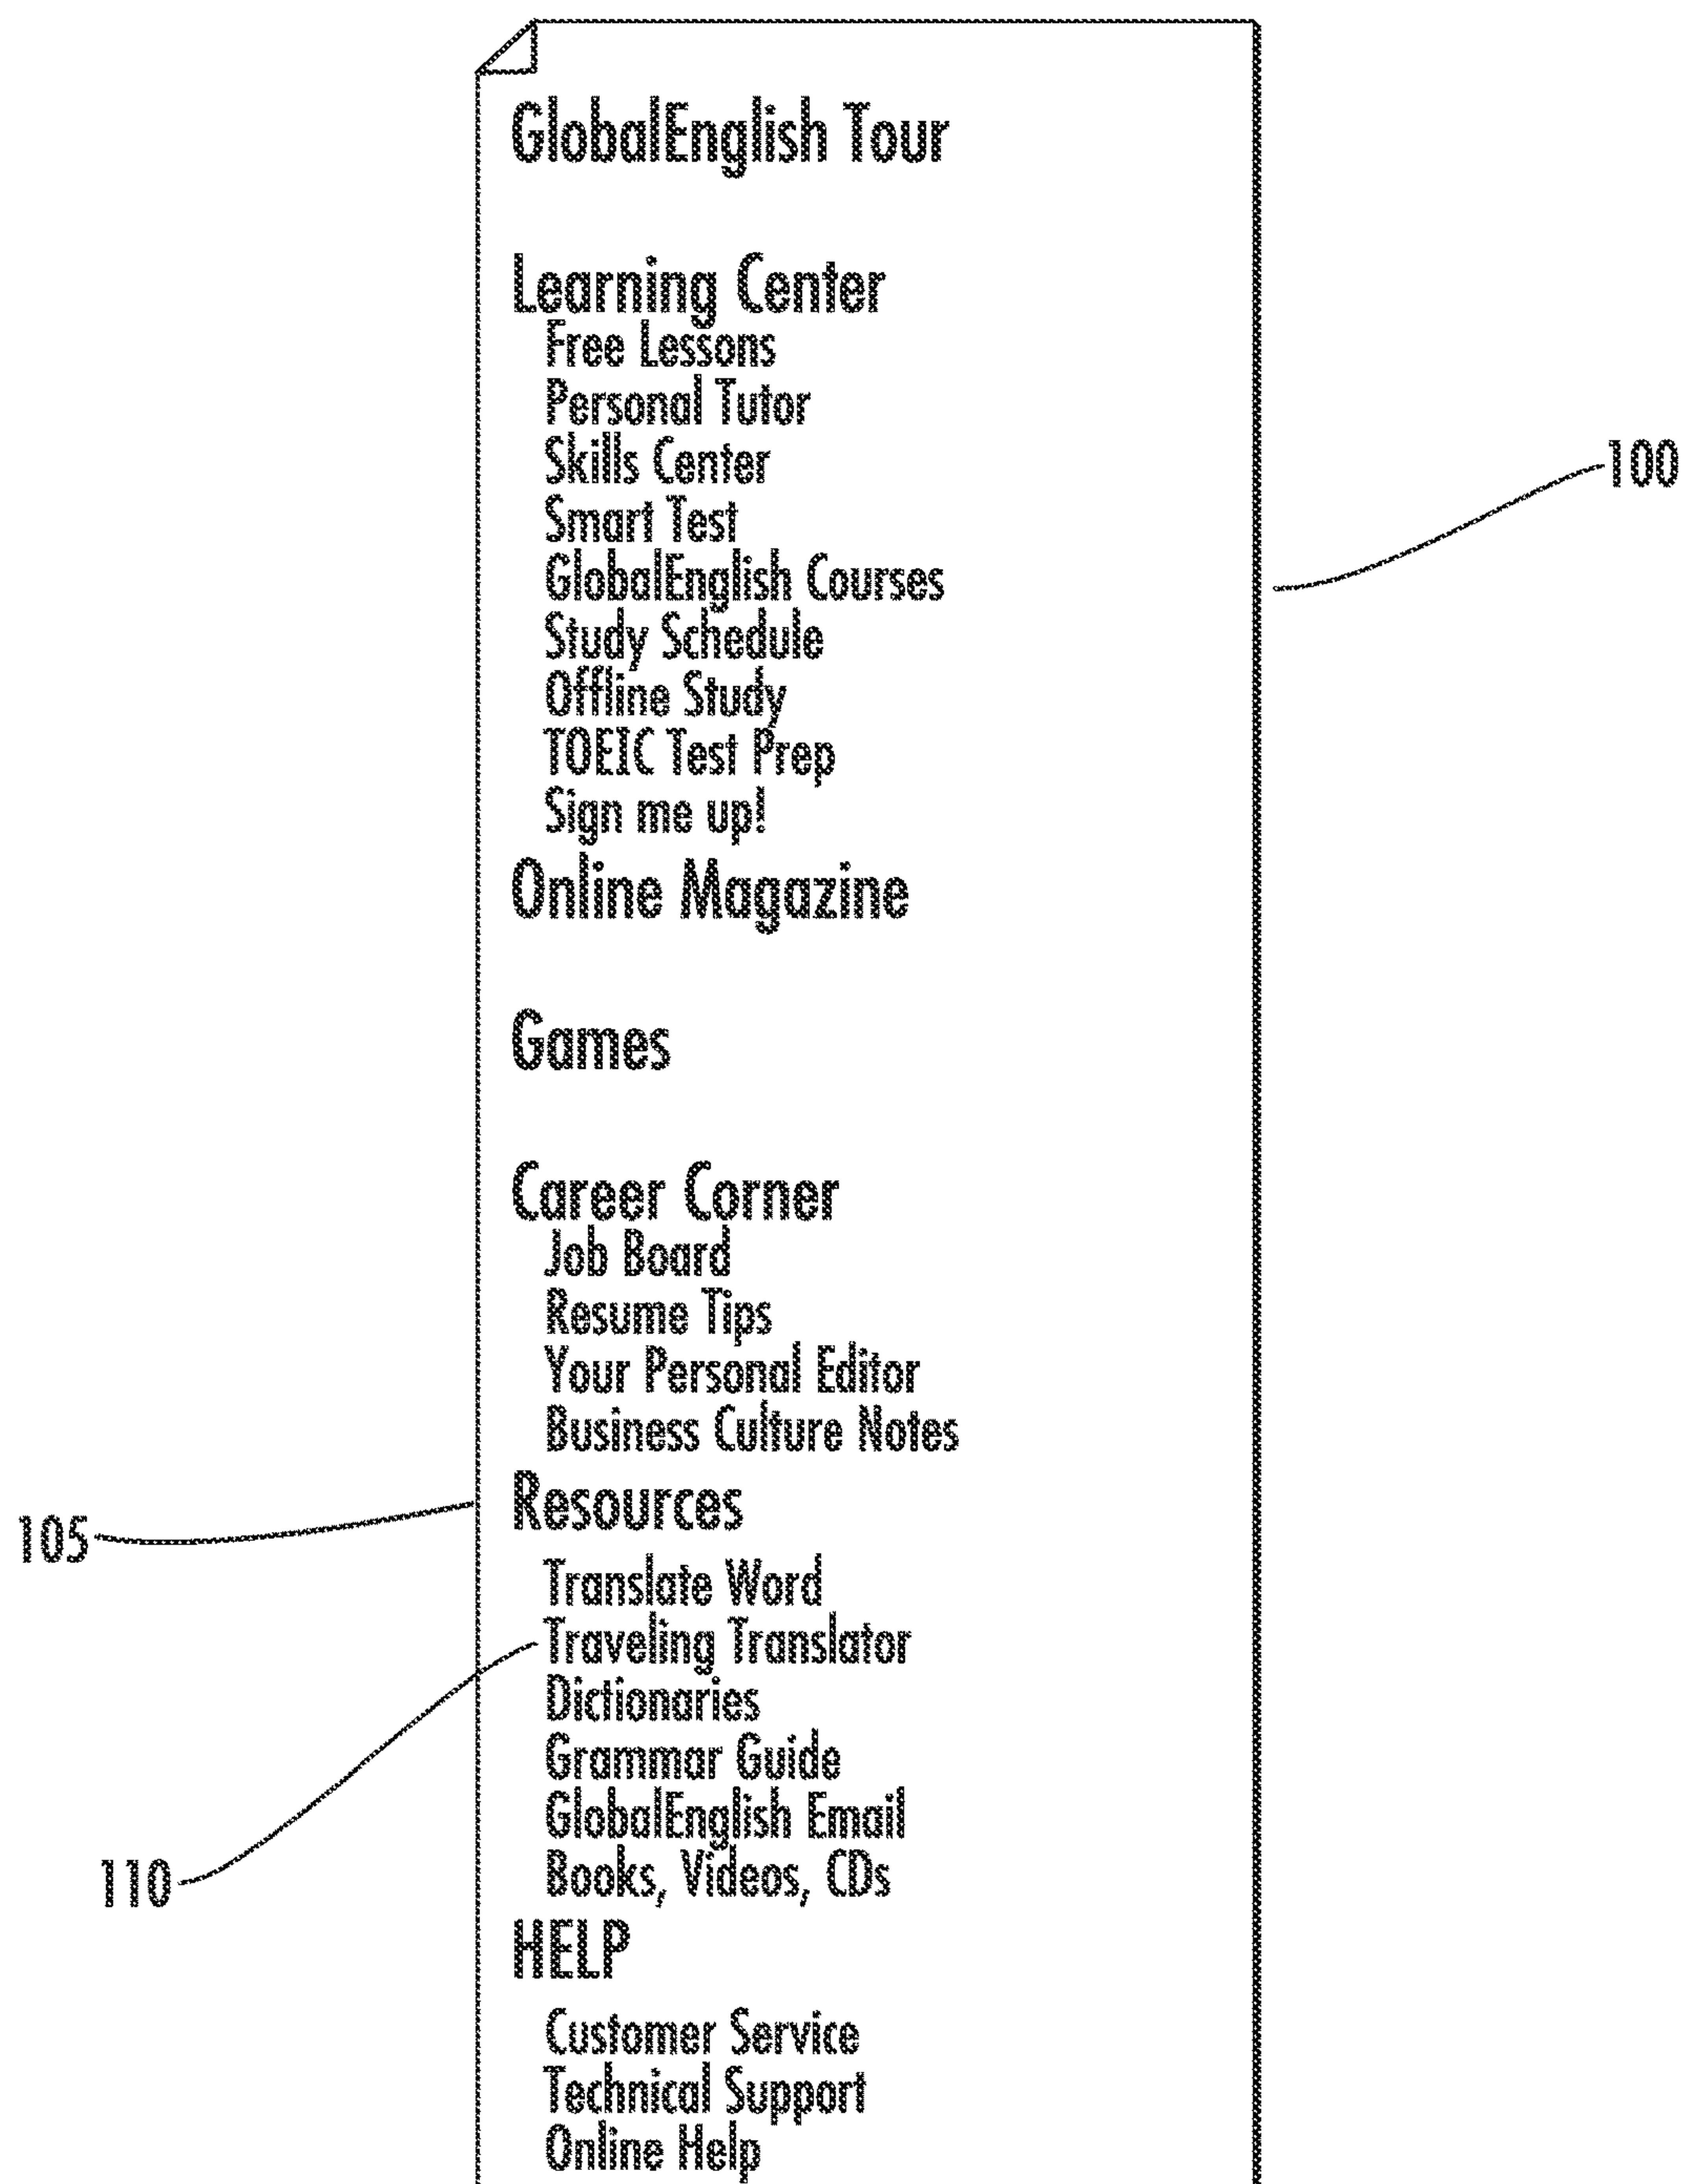 GlobalEnglish Tour
Learning Center
Free Lessons
Personal Tutor
Skills Center
100
Smart Test
GlobalEnglish Courses
Study Schedule
Offline Study
TOEIC Test Prep
Sign me up!
Online Magazine
Games
Career Corner
Job Board
Resume Tips
Your Personal Editor
Business Culture Notes
Resources
105
Translate Word
Traveling Translator
Dictionaries
Grammar Guide
GlobalEnglish Email
Books, Videos, CDs
110
HELP
Customer Service
Technical Support
Online Help